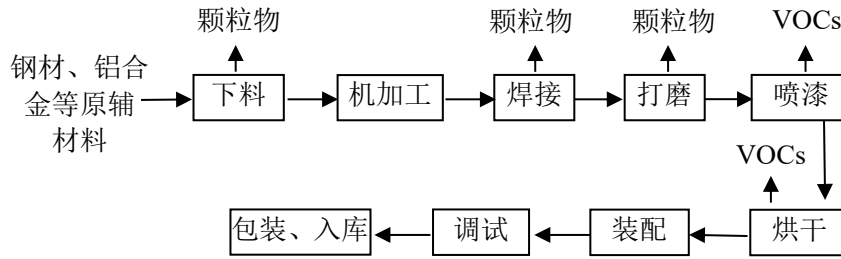 颗粒物
颗粒物
颗粒物
VOCs
钢材、铝合
金等原辅
材料
下料
机加工
焊接
打磨
喷漆
VOCs
包装、入库
调试
装配
烘干